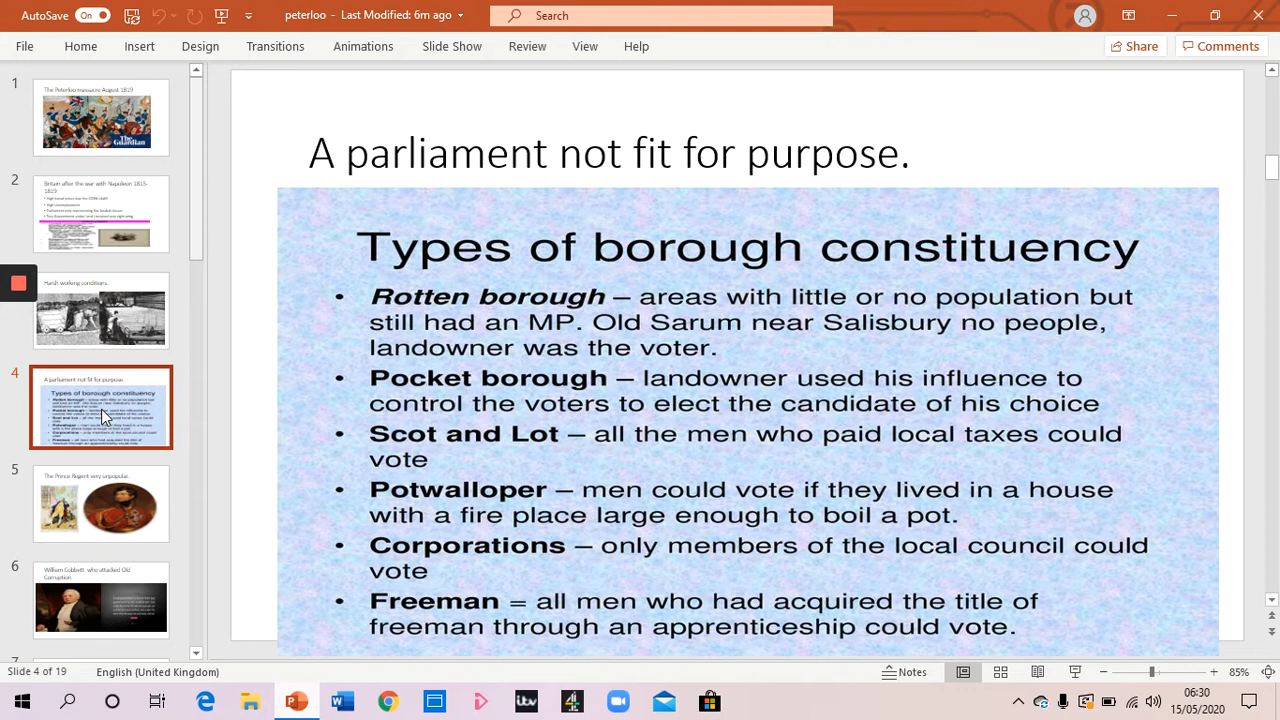 AutoSave On peterloo - Last Modified: 6m ago Search
File Home Insert Design Transitions Animations Slide Show Review View Help Share Comments
1
The Peterloo massacre August 1819
The Guardian
2
Britain after the war with Napoleon 1815-
1819
Harsh working conditions.
4
A parliament not fit for purpose.
Types of borough constituency
5
The Prince Regent very unpopular.
6
William Cobbett who attacked Old
Corruption.
7
A parliament not fit for purpose.
Types of borough constituency
• Rotten borough – areas with little or no population but
still had an MP. Old Sarum near Salisbury no people,
landowner was the voter.
• Pocket borough – landowner used his influence to
control the voters to elect the candidate of his choice
• Scot and Lot – all the men who paid local taxes could
vote
• Potwalloper – men could vote if they lived in a house
with a fire place large enough to boil a pot.
• Corporations – only members of the local council could
vote
• Freeman = all men who had acquired the title of
freeman through an apprenticeship could vote.
Slide 4 of 19 English (United Kingdom) Notes 85%
itv 4 06:30
15/05/2020